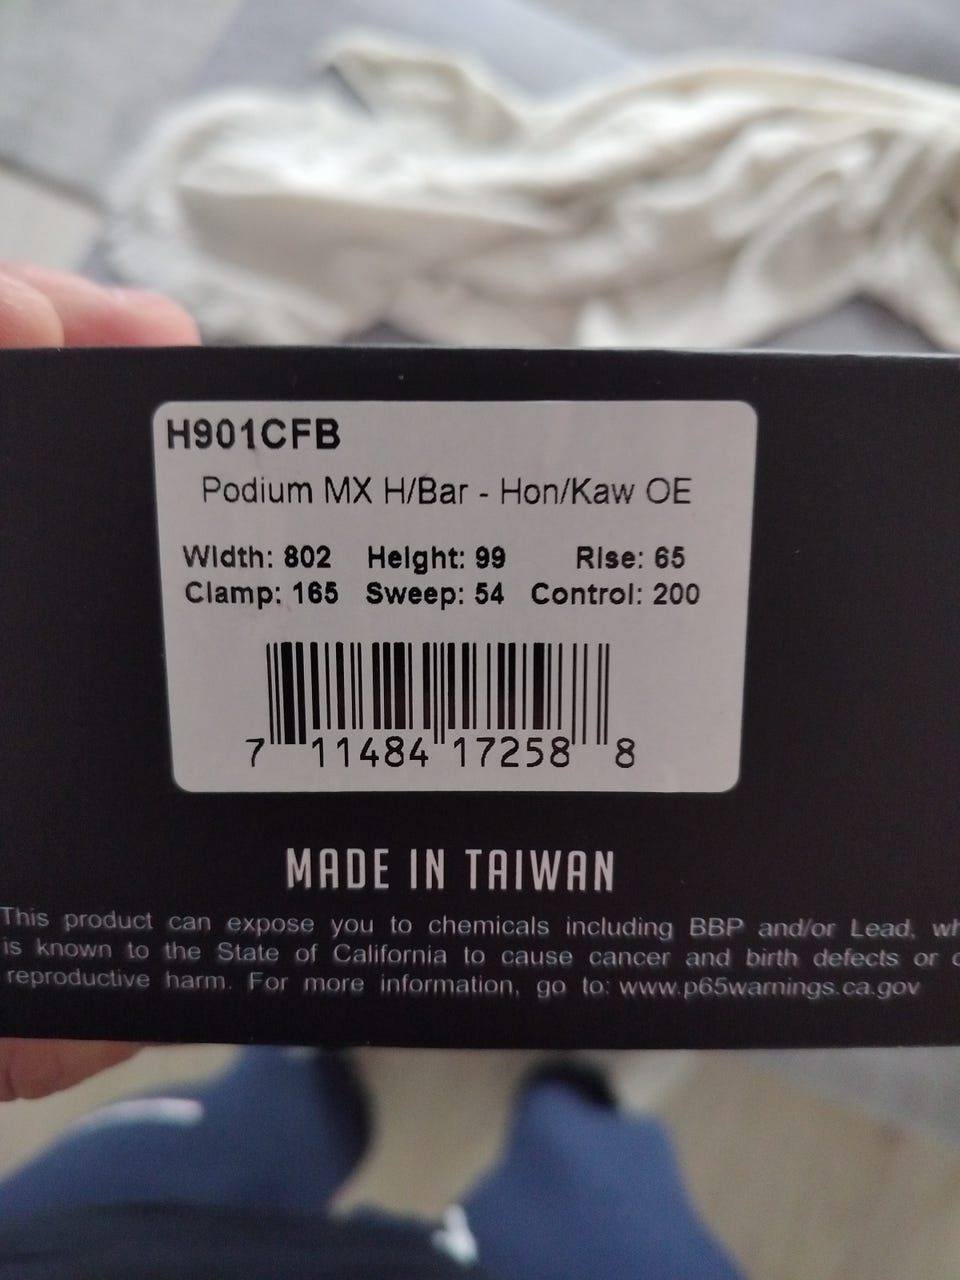 H901CFB
Podium MX H/Bar - Hon/Kaw OE
Width: 802 Height: 99 Rise: 65
Clamp: 165 Sweep: 54 Control: 200
7 11484 17258 8
MADE IN TAIWAN
This product can expose you to chemicals including BBP and/or Lead,
is known to the State of California to cause cancer and birth defects or
reproductive harm. For more information, go to: www.p65warnings.ca.gov